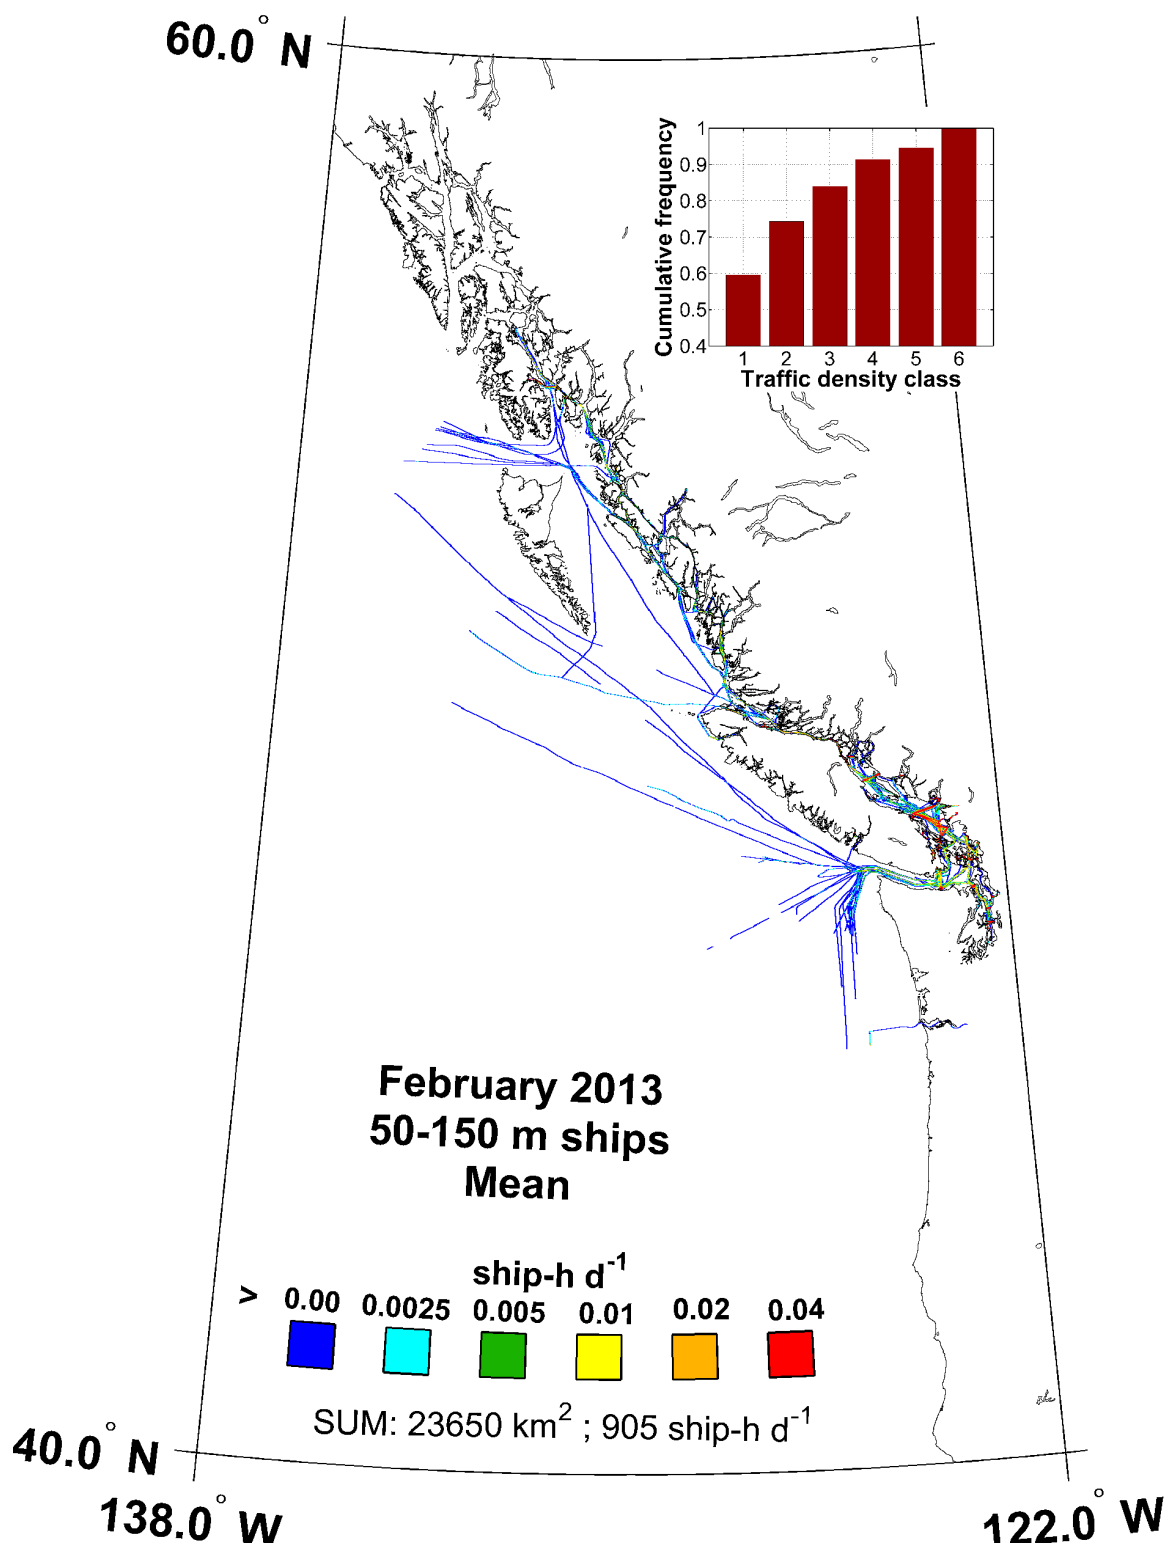 60.0° N
Cumulative frequency
1
0.9
0.8
0.7
0.6
0.5
0.4
1 2 3 4 5 6
Traffic density class
February 2013
50-150 m ships
Mean
ship-h d⁻¹
> 0.00 0.0025 0.005 0.01 0.02 0.04
SUM: 23650 km² ; 905 ship-h d⁻¹
40.0° N
138.0° W
122.0° W